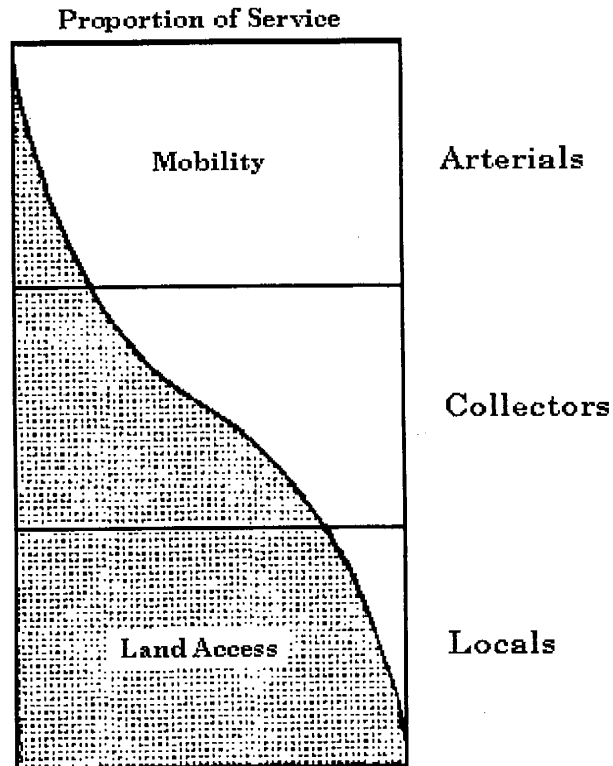 Proportion of Service
Mobility
Arterials
Collectors
Land Access
Locals